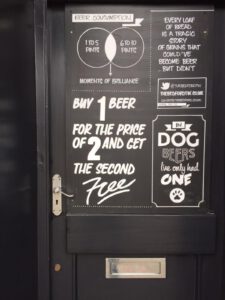 BEER CONSUMPTION
1 TO 5
PINTS
6 TO 10
PINTS
MOMENTS OF BRILLIANCE
EVERY LOAF
OF BREAD
IS A TRAGIC
STORY
OF GRAINS THAT
COULD'VE
BECOME BEER
BUT DIDN'T
BUY 1 BEER
FOR THE PRICE
OF 2 AND GET
THE SECOND
Free
IN
DOG
BEERS
I've only had
ONE